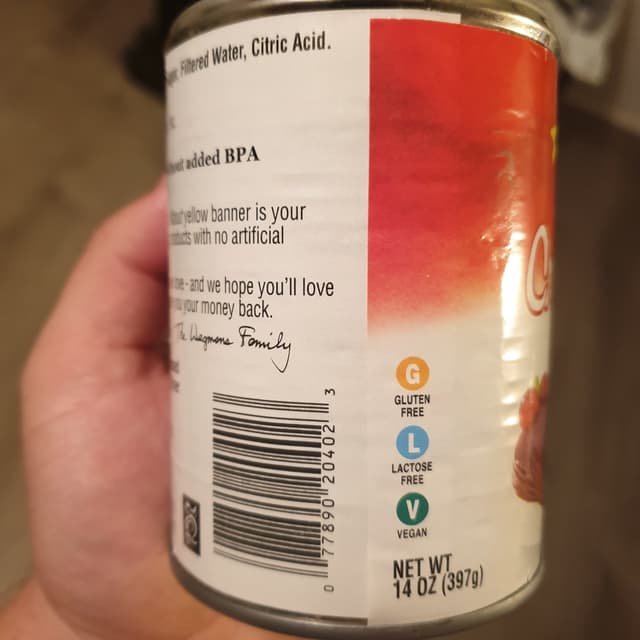 Filtered Water, Citric Acid.
added BPA
yellow banner is your
with no artificial
- and we hope you'll love
your money back.
The Wegmans Family
0 77890 20402 3
G
GLUTEN
FREE
L
LACTOSE
FREE
V
VEGAN
NET WT
14 OZ (397g)